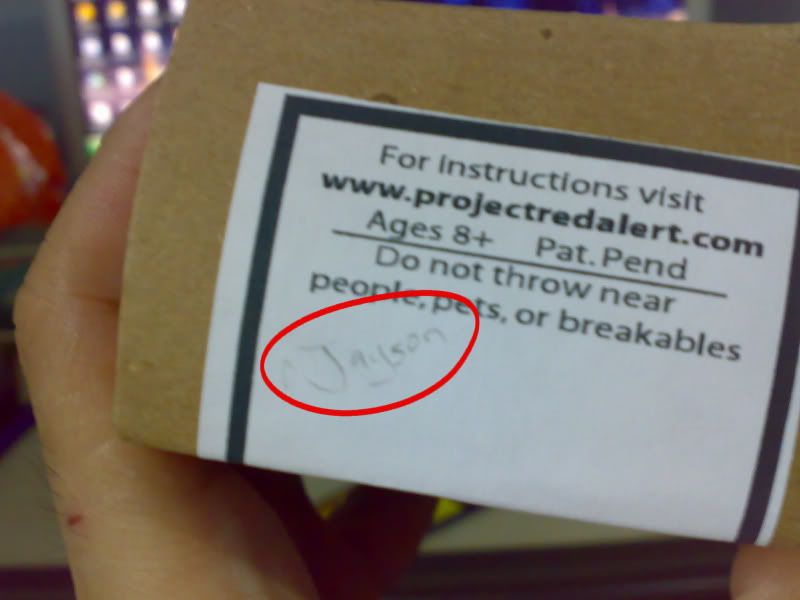 For instructions visit
www.projectredalert.com
Ages 8+ Pat. Pend
Do not throw near
people, pets, or breakables
Jayson